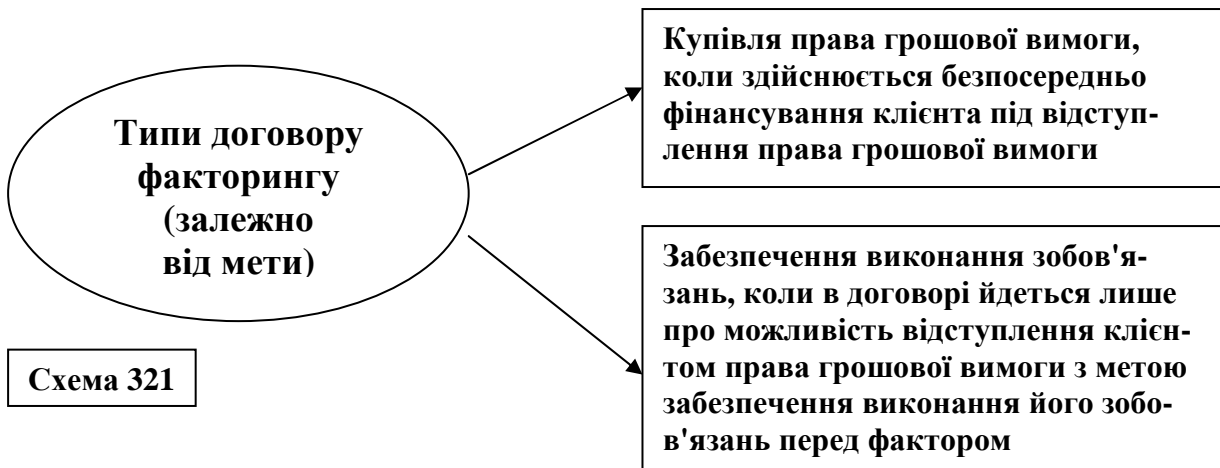 Типи договору
факторингу
(залежно
від мети)
Купівля права грошової вимоги,
коли здійснюється безпосередньо
фінансування клієнта під відступ-
лення права грошової вимоги
Забезпечення виконання зобов'я-
зань, коли в договорі йдеться лише
про можливість відступлення клієн-
том права грошової вимоги з метою
забезпечення виконання його зобо-
в'язань перед фактором
Схема 321